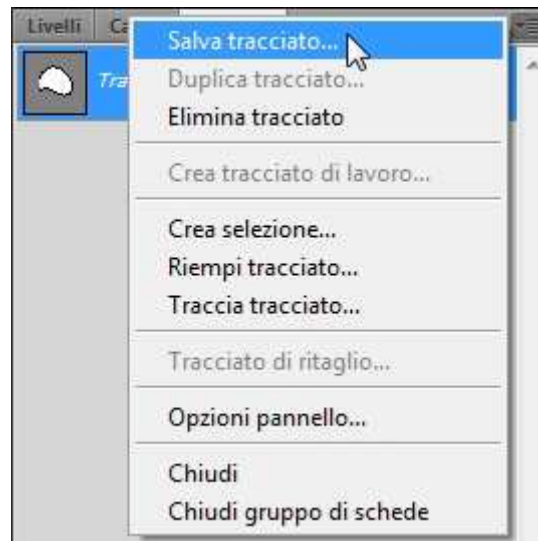 Livelli
Salva tracciato...
Duplica tracciato...
Elimina tracciato
Crea tracciato di lavoro...
Crea selezione...
Riempi tracciato...
Traccia tracciato...
Tracciato di ritaglio...
Opzioni pannello...
Chiudi
Chiudi gruppo di schede